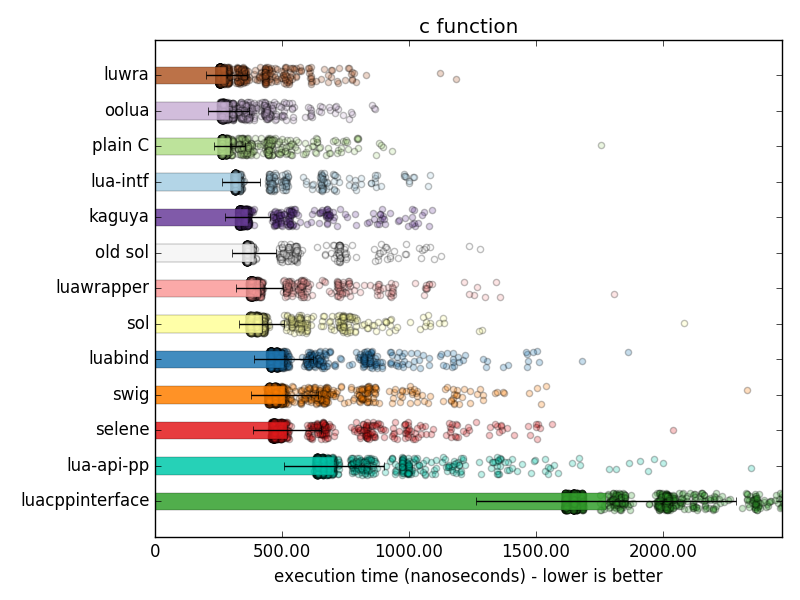 c function
luwra
oolua
plain C
lua-intf
kaguya
old sol
luawrapper
sol
luabind
swig
selene
lua-api-pp
luacppinterface
0 500.00 1000.00 1500.00 2000.00
execution time (nanoseconds) - lower is better